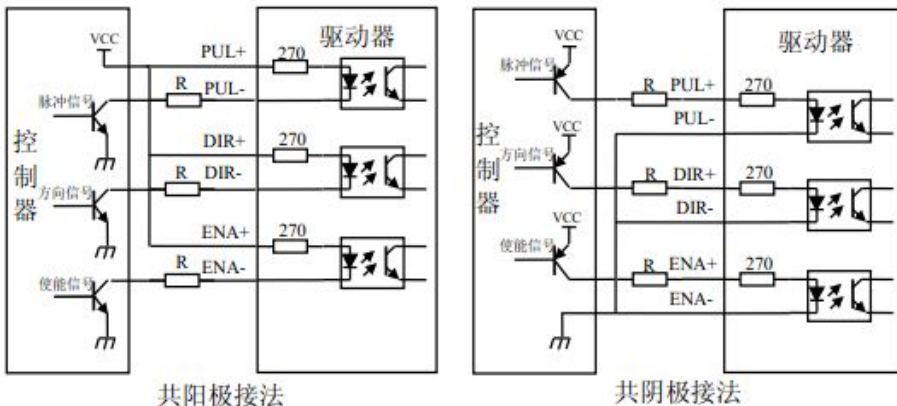 VCC
PUL+
270
驱动器
脉冲信号
R
PUL-
控制器
DIR+
270
方向信号
R
DIR-
ENA+
270
使能信号
R
ENA-
共阳极接法
VCC
驱动器
脉冲信号
R
PUL+
270
PUL-
控制器
VCC
方向信号
R
DIR+
270
DIR-
VCC
使能信号
R
ENA+
270
ENA-
共阴极接法